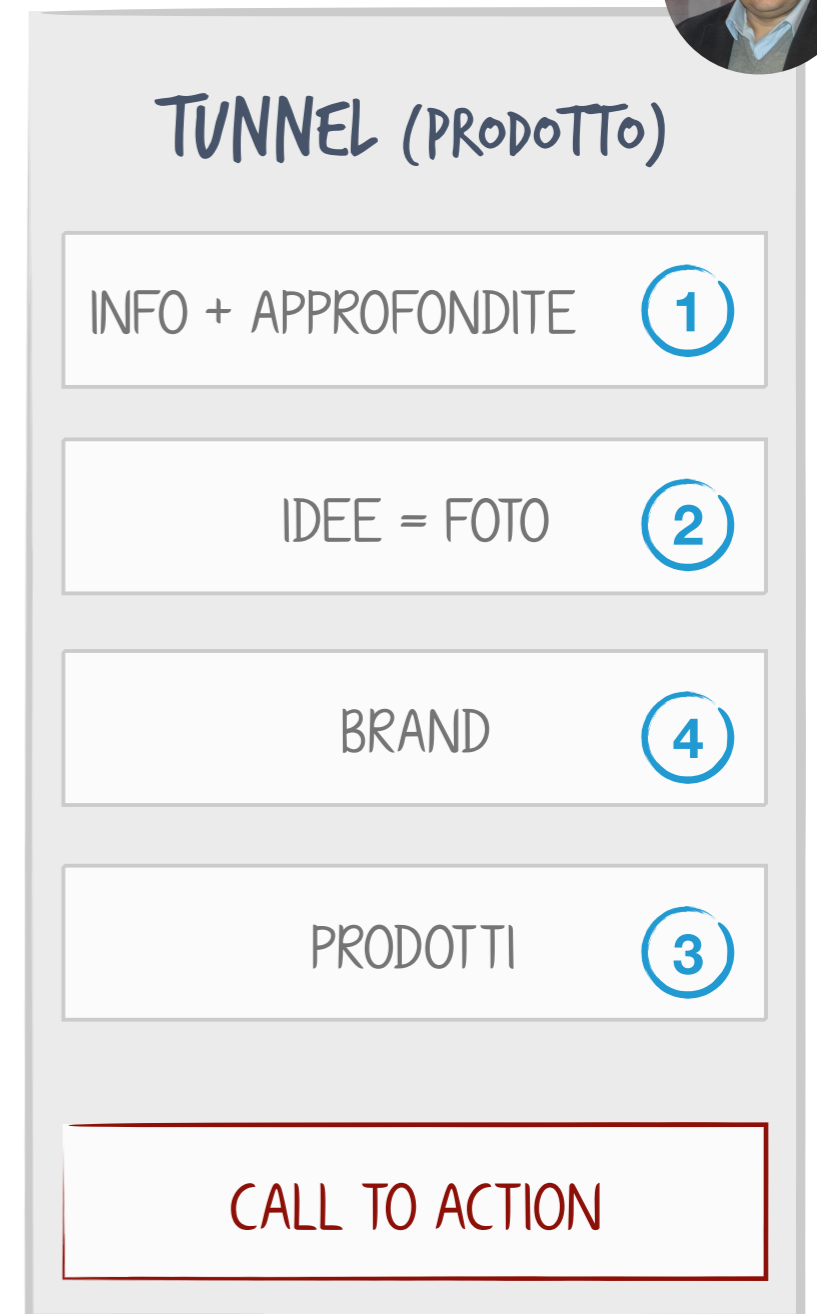 TUNNEL (PRODOTTO)
INFO + APPROFONDITE 1
IDEE = FOTO 2
BRAND 4
PRODOTTI 3
CALL TO ACTION